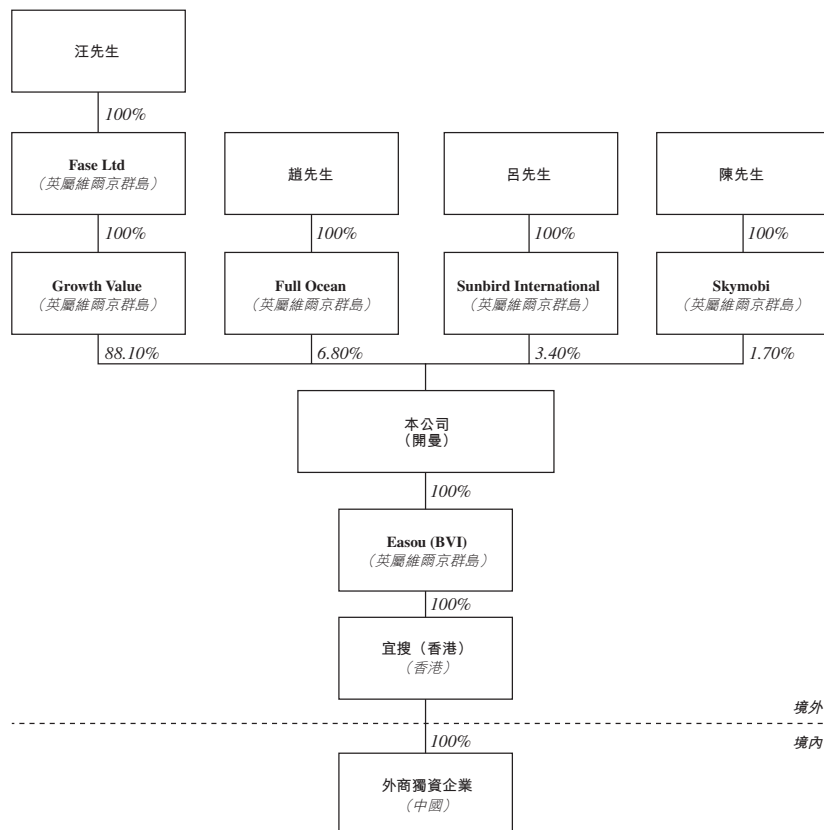 汪先生
100%
Fase Ltd
（英屬維爾京群島）
趙先生
呂先生
陳先生
100%
100%
100%
100%
Growth Value
（英屬維爾京群島）
Full Ocean
（英屬維爾京群島）
Sunbird International
（英屬維爾京群島）
Skymobi
（英屬維爾京群島）
88.10%
6.80%
3.40%
1.70%
本公司
（開曼）
100%
Easou (BVI)
（英屬維爾京群島）
100%
宜搜（香港）
（香港）
境外
100%
境內
外商獨資企業
（中國）